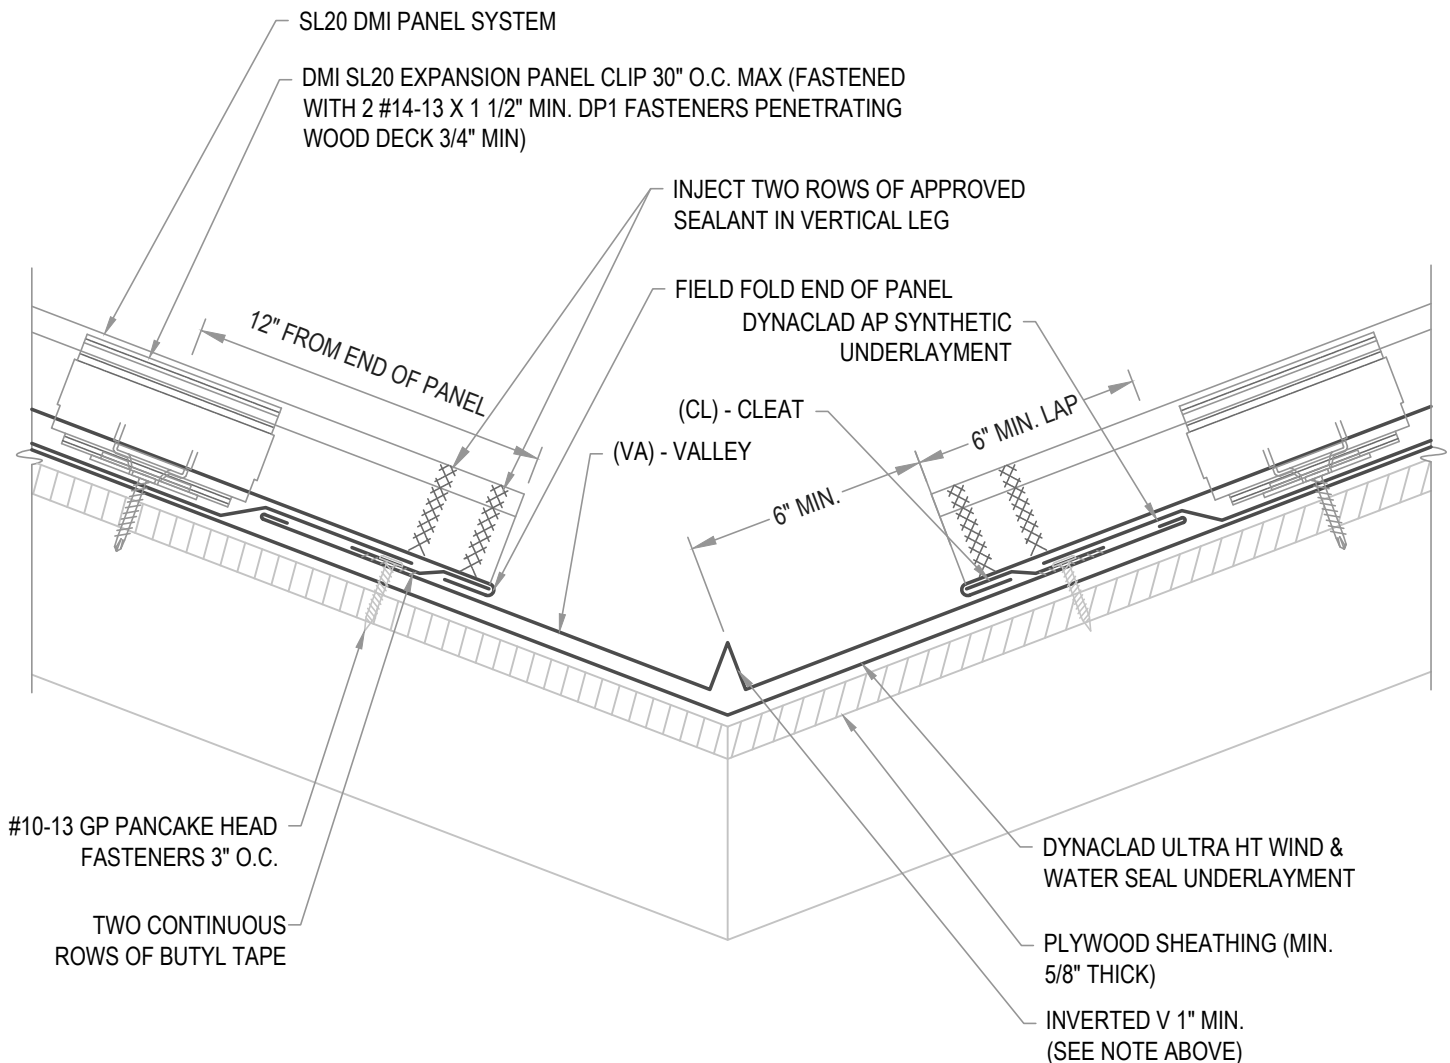 SL20 DMI PANEL SYSTEM
DMI SL20 EXPANSION PANEL CLIP 30" O.C. MAX (FASTENED
WITH 2 #14-13 X 1 1/2" MIN. DP1 FASTENERS PENETRATING
WOOD DECK 3/4" MIN)
INJECT TWO ROWS OF APPROVED
SEALANT IN VERTICAL LEG
FIELD FOLD END OF PANEL
DYNACLAD AP SYNTHETIC
UNDERLAYMENT
12" FROM END OF PANEL
(CL) - CLEAT
6" MIN. LAP
(VA) - VALLEY
6" MIN.
#10-13 GP PANCAKE HEAD
FASTENERS 3" O.C.
TWO CONTINUOUS
ROWS OF BUTYL TAPE
DYNACLAD ULTRA HT WIND &
WATER SEAL UNDERLAYMENT
PLYWOOD SHEATHING (MIN.
5/8" THICK)
INVERTED V 1" MIN.
(SEE NOTE ABOVE)